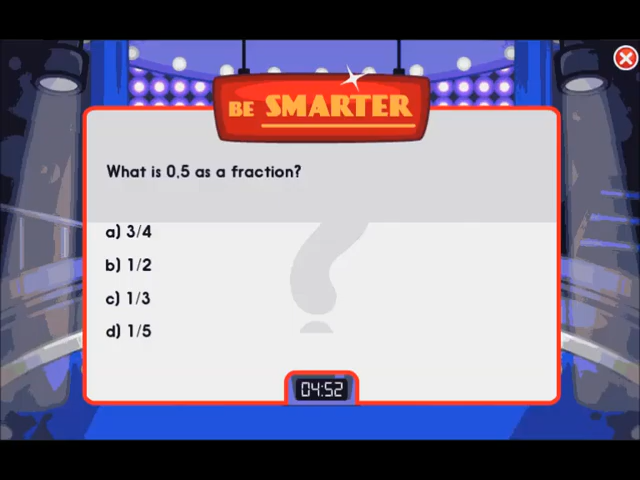 BE SMARTER
What is 0,5 as a fraction?
a) 3/4
b) 1/2
c) 1/3
d) 1/5
04:52